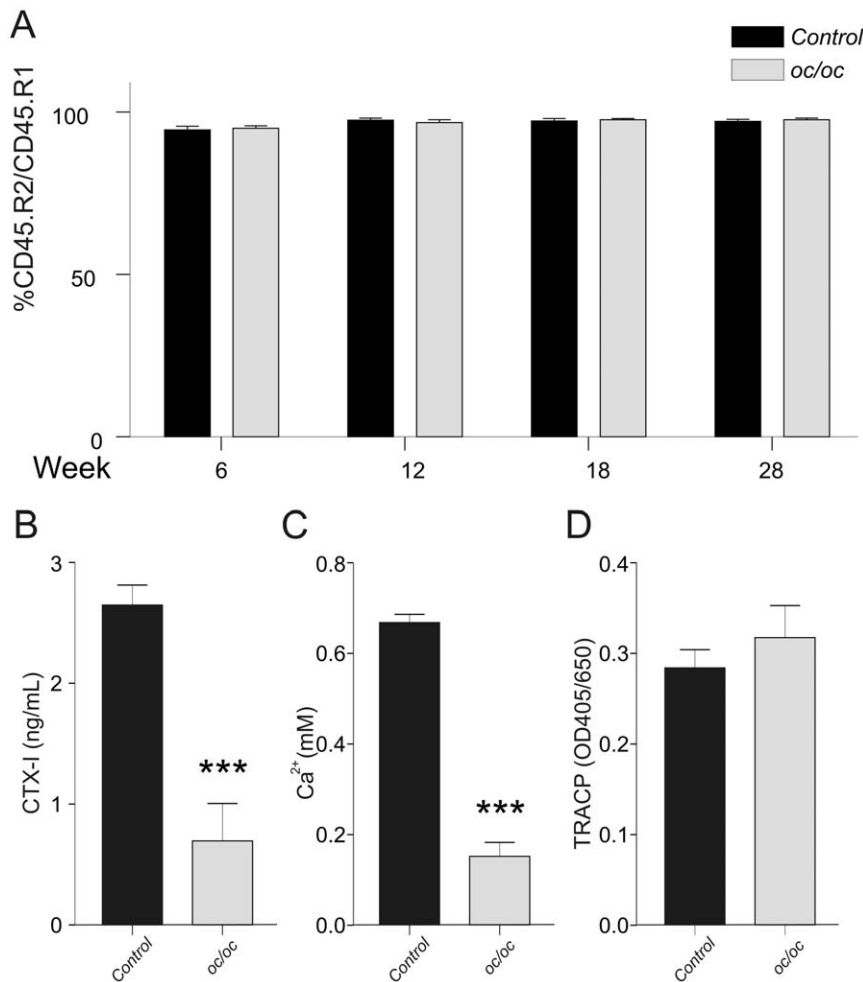 A
Control
oc/oc
%CD45.R2/CD45.R1
100
50
0
Week
6
12
18
28
B
CTX-I (ng/mL)
3
2
1
0
***
Control
oc/oc
C
Ca²⁺(mM)
0.8
0.6
0.4
0.2
0.0
***
Control
oc/oc
D
TRACP (OD405/650)
0.4
0.3
0.2
0.1
0.0
Control
oc/oc